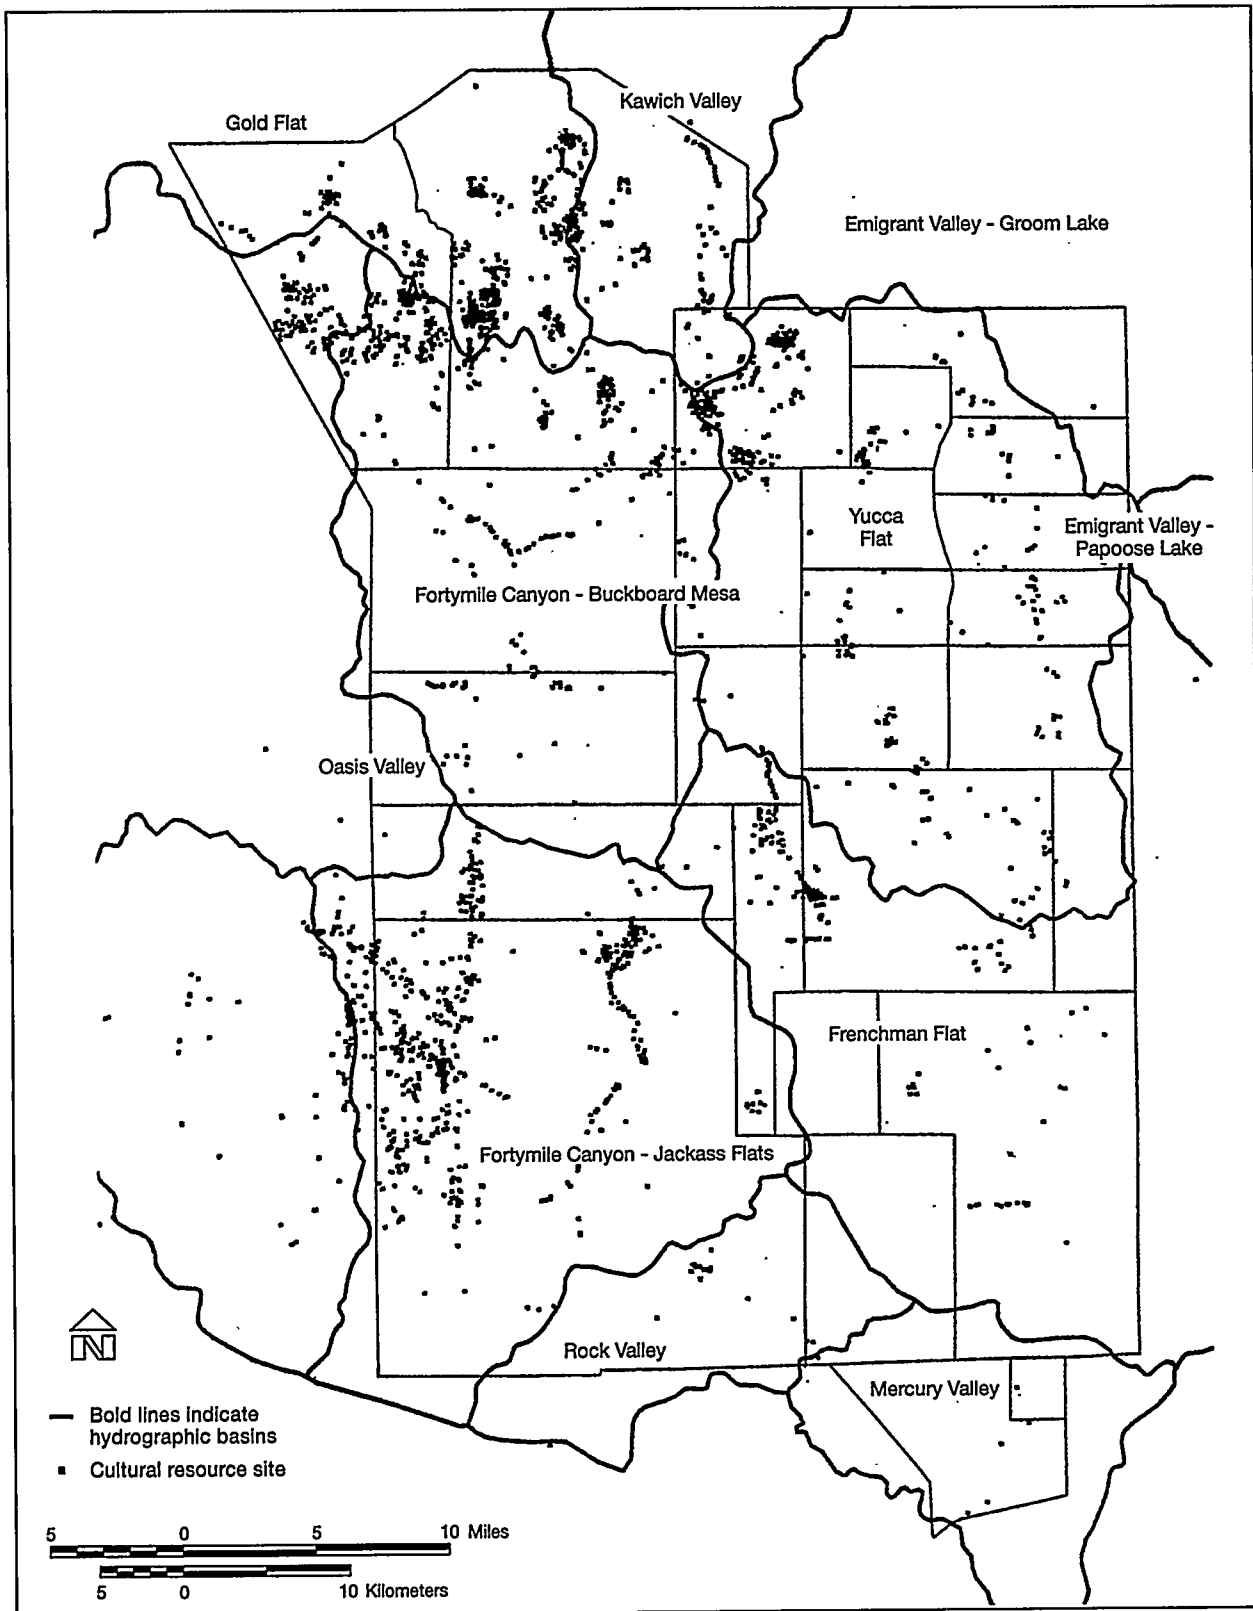 Kawich Valley
Gold Flat
Emigrant Valley - Groom Lake
Yucca
Flat
Emigrant Valley -
Papoose Lake
Fortymile Canyon - Buckboard Mesa
Oasis Valley
Frenchman Flat
Fortymile Canyon - Jackass Flats
N
Rock Valley
Mercury Valley
Bold lines indicate
hydrographic basins
Cultural resource site
5 0 5 10 Miles
5 0 10 Kilometers